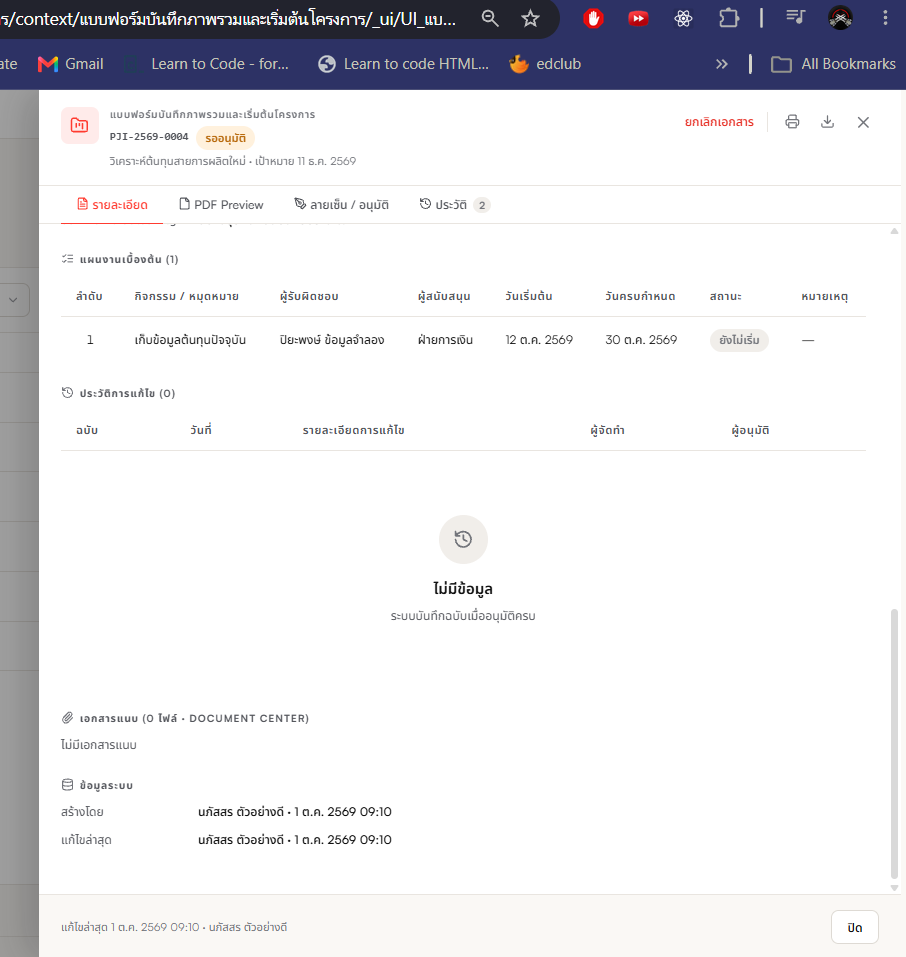 s/context/แบบฟอร์มบันทึกภาพรวมและเริ่มต้นโครงการ/_ui/UI_แบ...
ate Gmail Learn to Code - for... Learn to code HTML... edclub » All Bookmarks
แบบฟอร์มบันทึกภาพรวมและเริ่มต้นโครงการ
PJI-2569-0004 รออนุมัติ
วิเคราะห์ต้นทุนสายการผลิตใหม่ • เป้าหมาย 11 ธ.ค. 2569
ยกเลิกเอกสาร
รายละเอียด PDF Preview ลายเซ็น / อนุมัติ ประวัติ 2
แผนงานเบื้องต้น (1)
ลำดับ กิจกรรม / หมุดหมาย ผู้รับผิดชอบ ผู้สนับสนุน วันเริ่มต้น วันครบกำหนด สถานะ หมายเหตุ
1 เก็บข้อมูลต้นทุนปัจจุบัน ปิยะพงษ์ ข้อมูลจำลอง ฝ่ายการเงิน 12 ต.ค. 2569 30 ต.ค. 2569 ยังไม่เริ่ม —
ประวัติการแก้ไข (0)
ฉบับ วันที่ รายละเอียดการแก้ไข ผู้จัดทำ ผู้อนุมัติ
ไม่มีข้อมูล
ระบบบันทึกฉบับเมื่ออนุมัติครบ
เอกสารแนบ (0 ไฟล์ • DOCUMENT CENTER)
ไม่มีเอกสารแนบ
ข้อมูลระบบ
สร้างโดย นภัสสร ตัวอย่างดี • 1 ต.ค. 2569 09:10
แก้ไขล่าสุด นภัสสร ตัวอย่างดี • 1 ต.ค. 2569 09:10
แก้ไขล่าสุด 1 ต.ค. 2569 09:10 • นภัสสร ตัวอย่างดี
ปิด